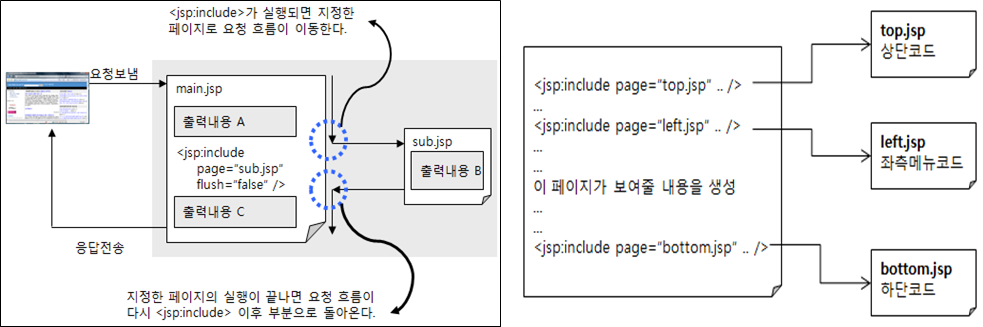 <jsp:include>가 실행되면 지정한
페이지로 요청 흐름이 이동한다.
요청보냄
main.jsp
출력내용 A
<jsp:include
page="sub.jsp"
flush="false" />
출력내용 C
sub.jsp
출력내용 B
응답전송
지정한 페이지의 실행이 끝나면 요청 흐름이
다시 <jsp:include> 이후 부분으로 돌아온다.
<jsp:include page="top.jsp" .. />
...
<jsp:include page="left.jsp" .. />
...
...
이 페이지가 보여줄 내용을 생성
...
...
<jsp:include page="bottom.jsp" .. />
top.jsp
상단코드
left.jsp
좌측메뉴코드
bottom.jsp
하단코드